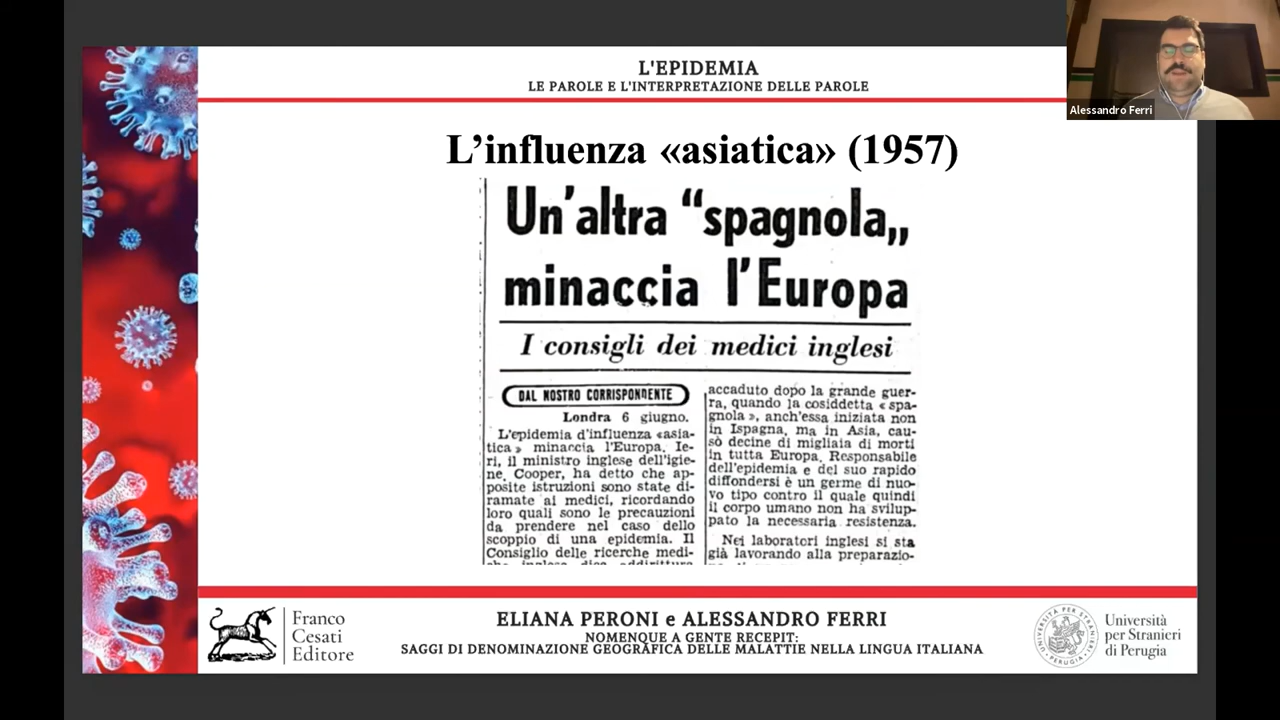 L'EPIDEMIA
LE PAROLE E L'INTERPRETAZIONE DELLE PAROLE
Alessandro Ferri
L’influenza «asiatica» (1957)
Un'altra “spagnola„
minaccia l'Europa
I consigli dei medici inglesi
DAL NOSTRO CORRISPONDENTE
Londra 6 giugno.
L'epidemia d'influenza «asia-
tica» minaccia l'Europa. Ie-
ri, il ministro inglese dell'igie-
ne, Cooper, ha detto che ap-
posite istruzioni sono state di-
ramate ai medici, ricordando
loro quali sono le precauzioni
da prendere nel caso dello
scoppio di una epidemia. Il
Consiglio delle ricerche medi-
che inglese dice addirittura
accaduto dopo la grande guer-
ra, quando la cosiddetta «spa-
gnola», anch'essa iniziata non
in Ispagna, ma in Asia, cau-
sò decine di migliaia di morti
in tutta Europa. Responsabile
dell'epidemia e del suo rapido
diffondersi è un germe di nuo-
vo tipo contro il quale quindi
il corpo umano non ha svilup-
pato la necessaria resistenza.
Nei laboratori inglesi si sta
già lavorando alla preparazio-
Franco
Cesati
Editore
ELIANA PERONI e ALESSANDRO FERRI
NOMENQUE A GENTE RECEPIT:
SAGGI DI DENOMINAZIONE GEOGRAFICA DELLE MALATTIE NELLA LINGUA ITALIANA
UNIVERSITÀ PER STRANIERI
PERUGIA
Università
per Stranieri
di Perugia